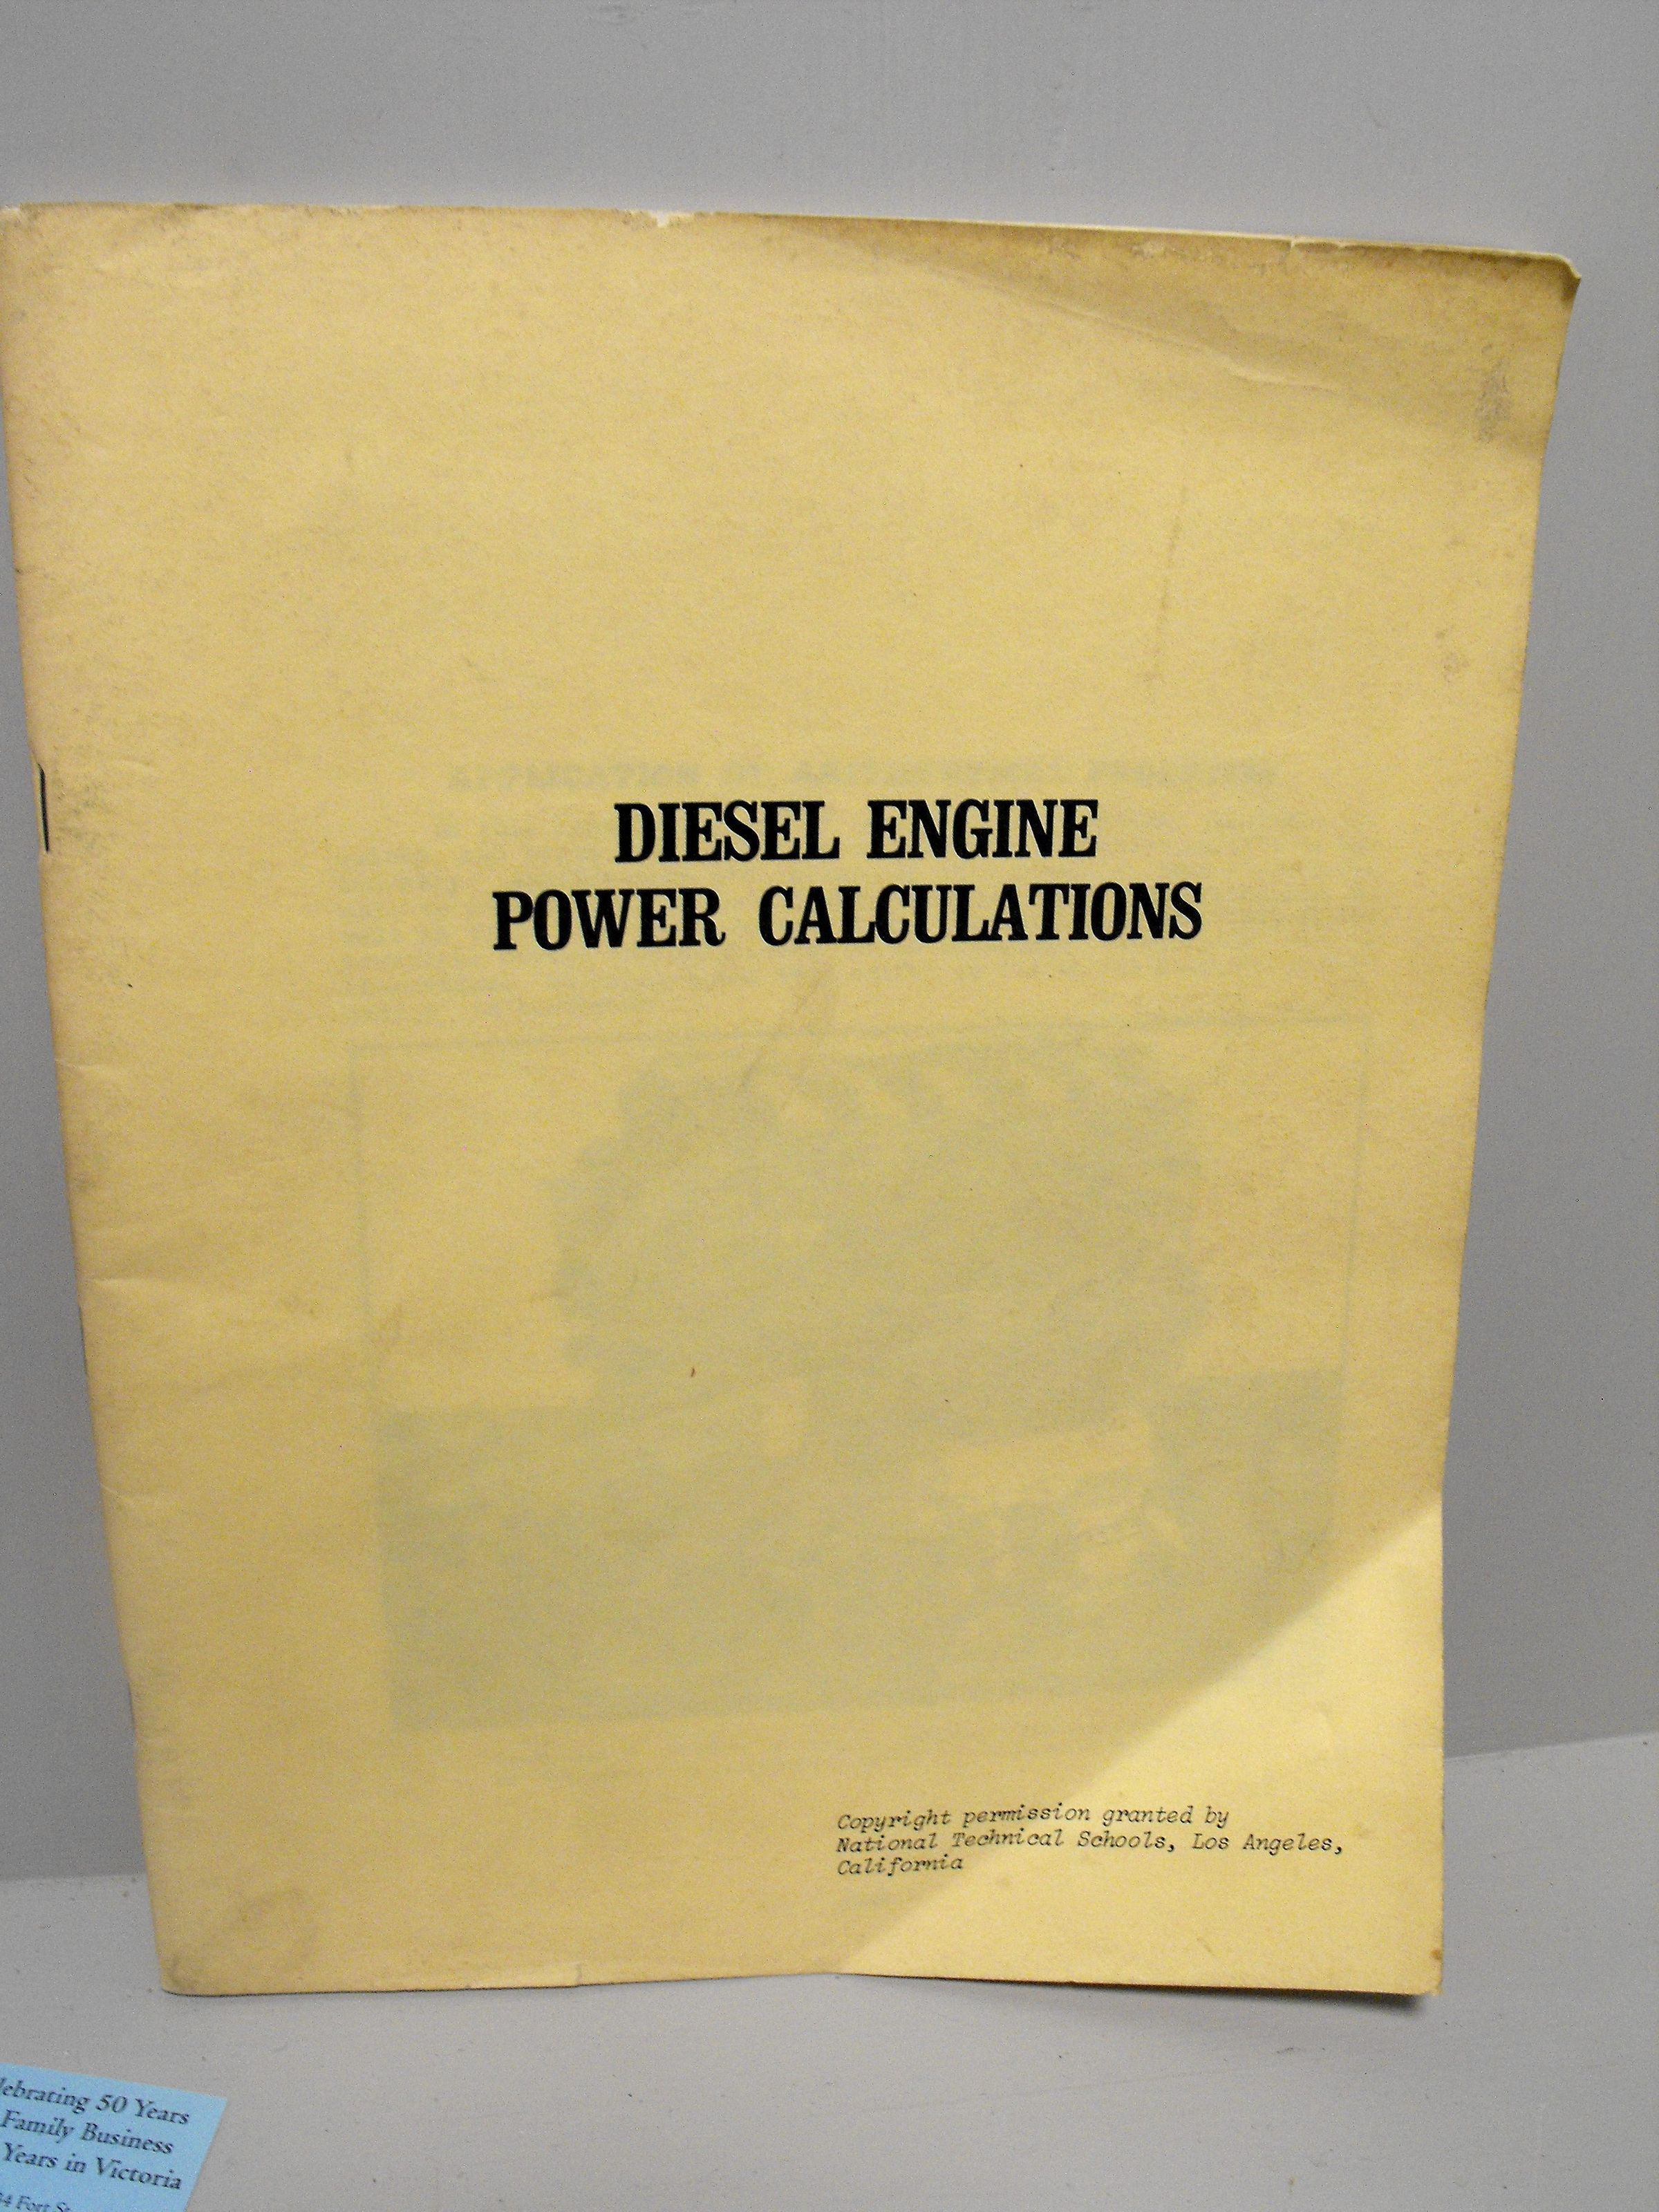 DIESEL ENGINE
POWER CALCULATIONS
Copyright permission granted by
National Technical Schools, Los Angeles,
California
50 Years
Family Business
Years in Victoria
Fort